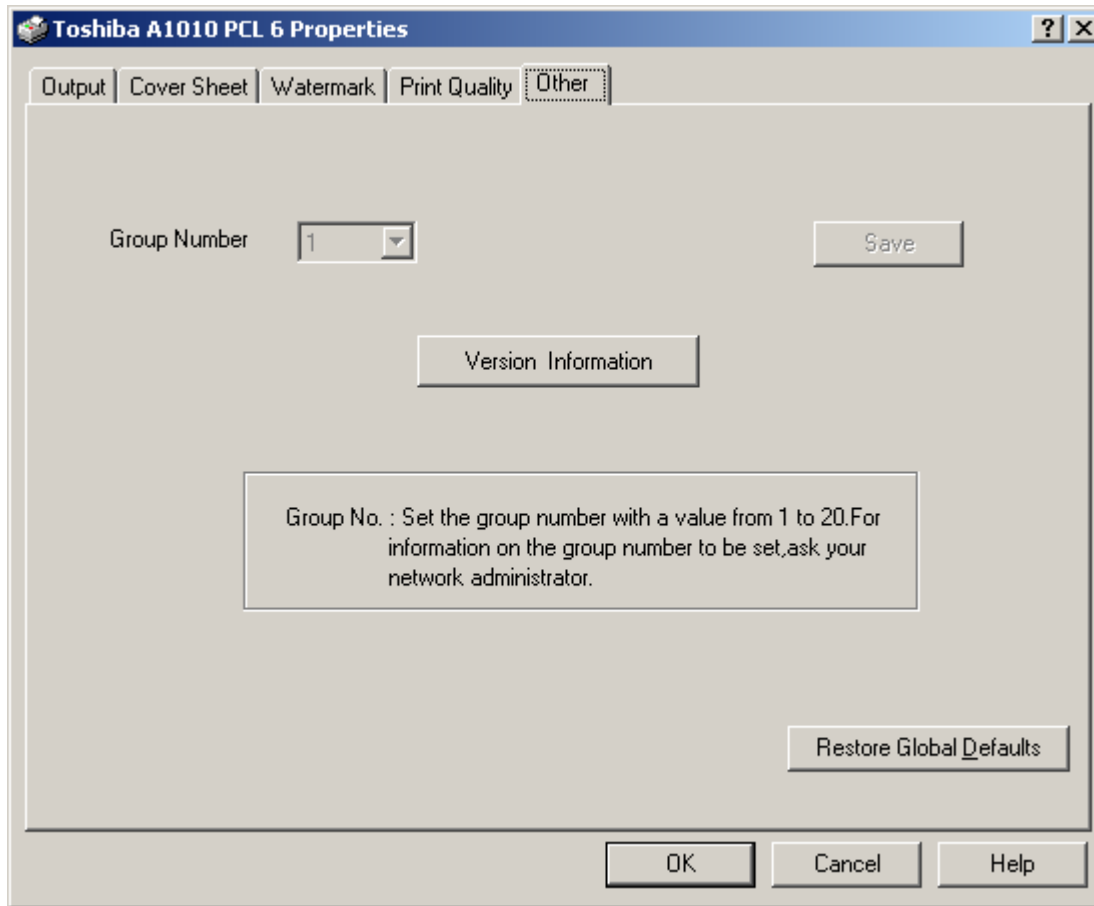 Toshiba A1010 PCL 6 Properties
Output Cover Sheet Watermark Print Quality Other
Group Number 1 Save
Version Information
Group No. : Set the group number with a value from 1 to 20.For
information on the group number to be set,ask your
network administrator.
Restore Global Defaults
OK Cancel Help